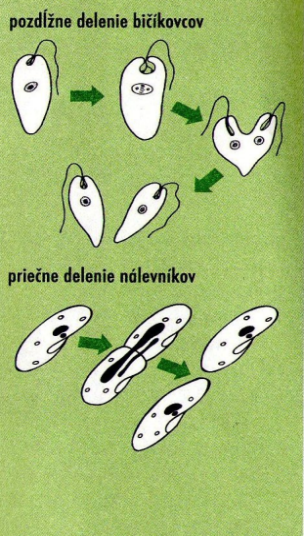 pozdĺžne delenie bičíkovcov
priečne delenie nálevníkov